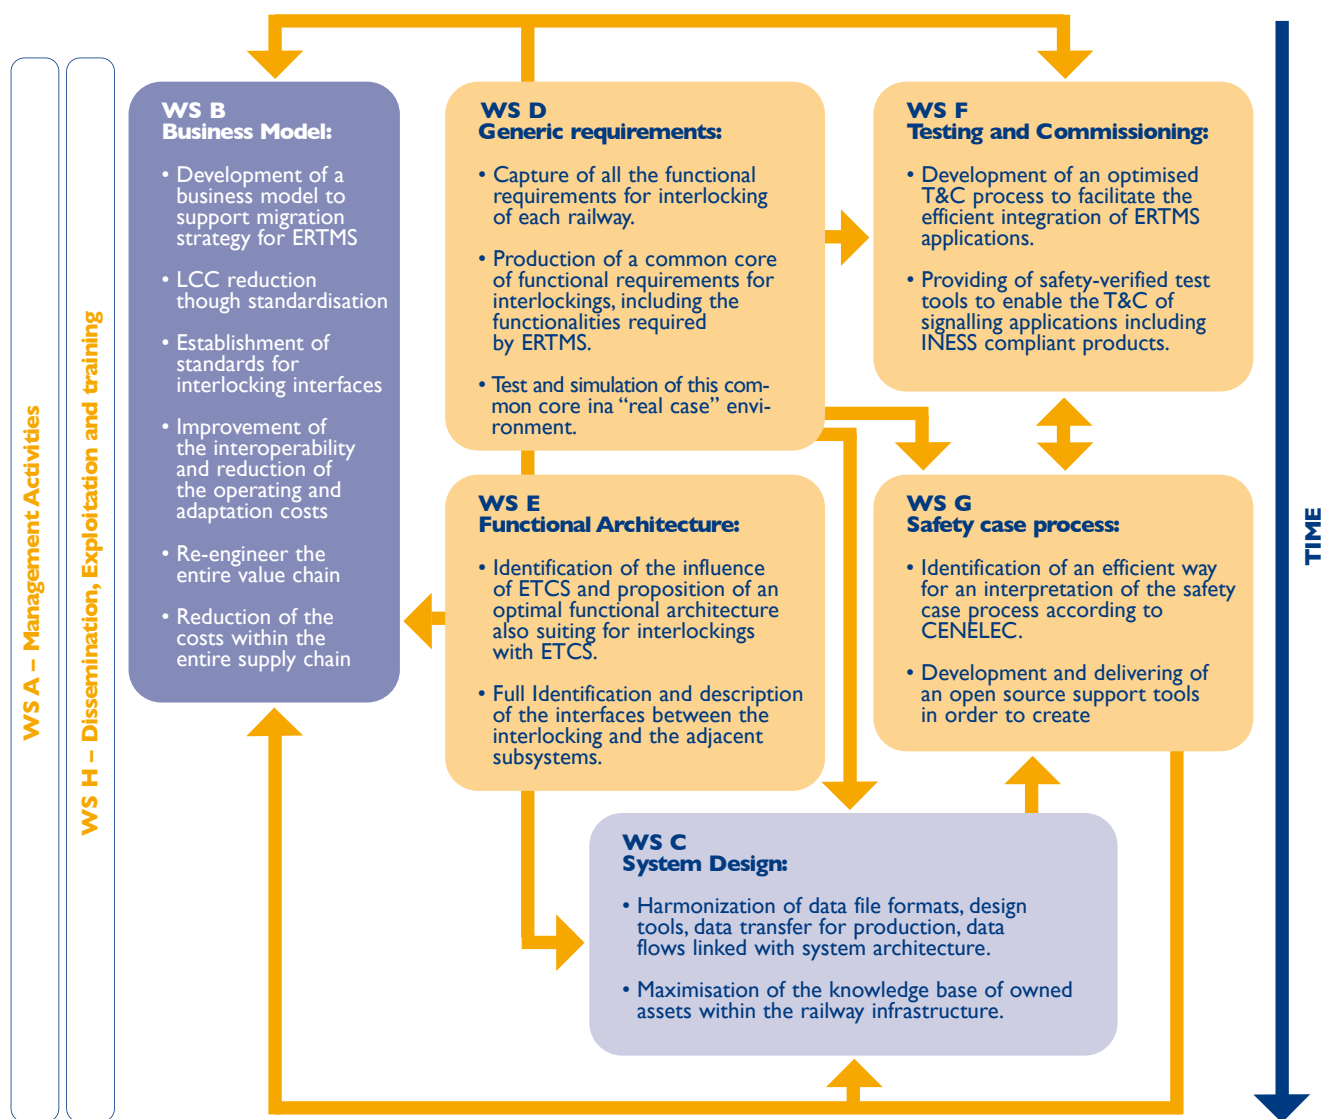 WS A – Management Activities
WS H – Dissemination, Exploitation and training
WS B
Business Model:
• Development of a
business model to
support migration
strategy for ERTMS
• LCC reduction
though standardisation
• Establishment of
standards for
interlocking interfaces
• Improvement of
the interoperability
and reduction of
the operating and
adaptation costs
• Re-engineer the
entire value chain
• Reduction of the
costs within the
entire supply chain
WS D
Generic requirements:
• Capture of all the functional
requirements for interlocking
of each railway.
• Production of a common core
of functional requirements for
interlockings, including the
functionalities required
by ERTMS.
• Test and simulation of this com-
mon core ina “real case” envi-
ronment.
WS E
Functional Architecture:
• Identification of the influence
of ETCS and proposition of an
optimal functional architecture
also suiting for interlockings
with ETCS.
• Full Identification and description
of the interfaces between the
interlocking and the adjacent
subsystems.
WS F
Testing and Commissioning:
• Development of an optimised
T&C process to facilitate the
efficient integration of ERTMS
applications.
• Providing of safety-verified test
tools to enable the T&C of
signalling applications including
INESS compliant products.
WS G
Safety case process:
• Identification of an efficient way
for an interpretation of the safety
case process according to
CENELEC.
• Development and delivering of
an open source support tools
in order to create
WS C
System Design:
• Harmonization of data file formats, design
tools, data transfer for production, data
flows linked with system architecture.
• Maximisation of the knowledge base of owned
assets within the railway infrastructure.
TIME